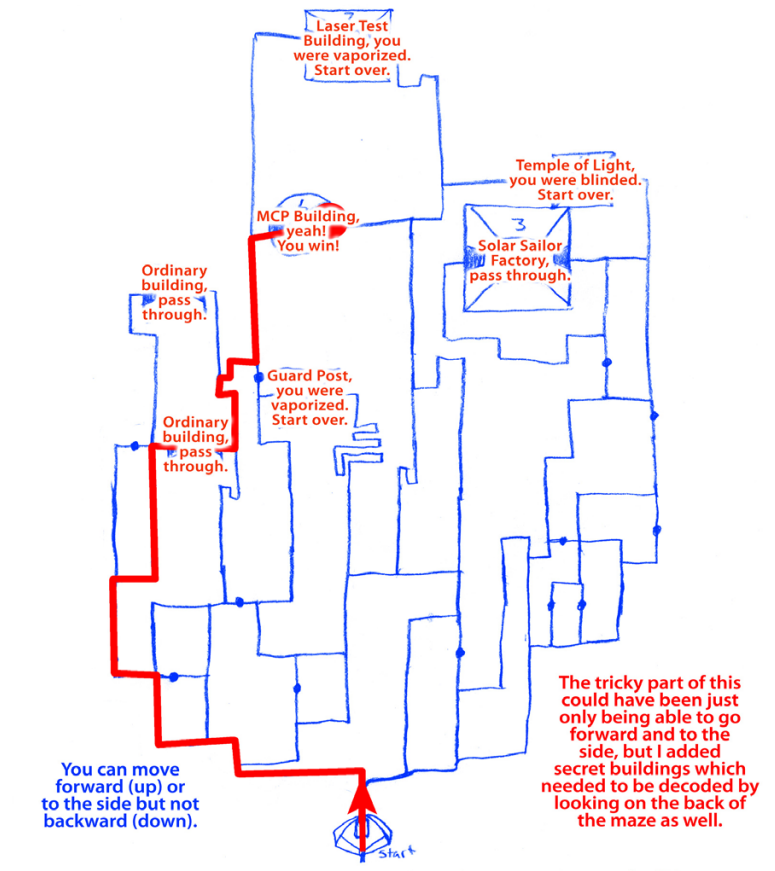 Laser Test
Building, you
were vaporized.
Start over.
Temple of Light,
you were blinded.
Start over.
MCP Building,
yeah!
You win!
3
Solar Sailor
Factory,
pass through.
Ordinary
building,
pass
through.
Guard Post,
you were
vaporized.
Start over.
Ordinary
building,
pass
through.
The tricky part of this
could have been just
only being able to go
forward and to the
side, but I added
secret buildings which
needed to be decoded by
looking on the back of
the maze as well.
You can move
forward (up) or
to the side but not
backward (down).
start